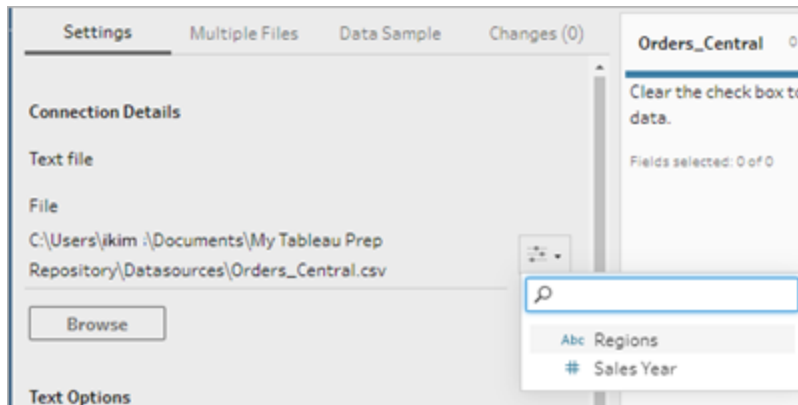 Settings
Multiple Files
Data Sample
Changes (0)
Connection Details
Text file
File
C:\Users\ikim :\Documents\My Tableau Prep
Repository\Datasources\Orders_Central.csv
Browse
Text Options
Orders_Central 0
Clear the check box to
data.
Fields selected: 0 of 0
Abc Regions
# Sales Year